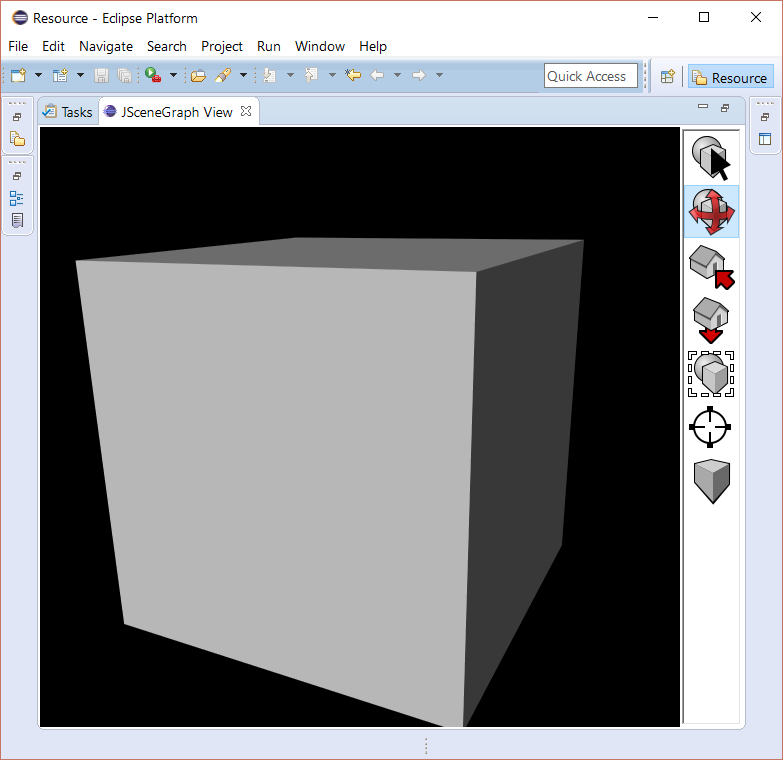 Resource - Eclipse Platform
File Edit Navigate Search Project Run Window Help
Quick Access Resource
Tasks JSceneGraph View